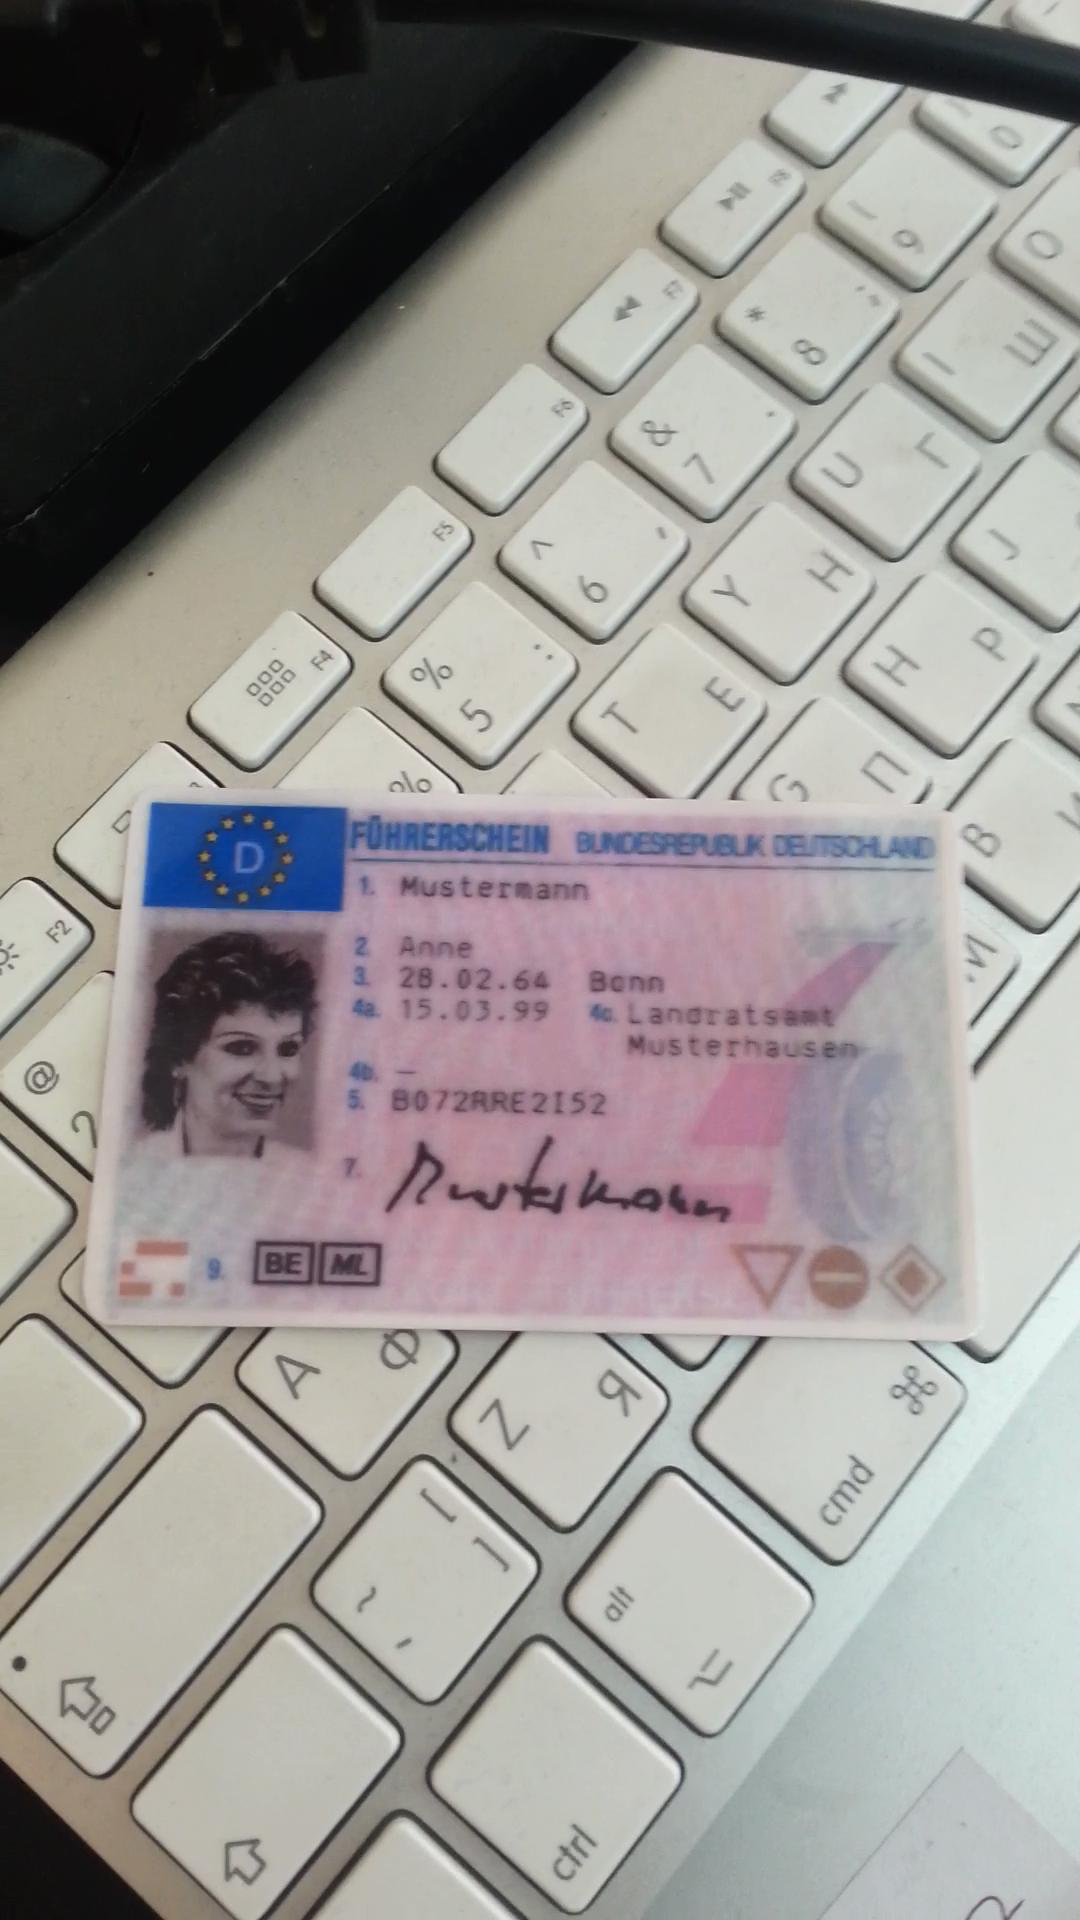 F8
0
9
F7
* 8
O
F6
& 7
I Ш
F5
^ 6
U Г
F4
% 5 :
Y Н
J
T Е
H Р
%
G П
F2
@ 2
B И
D
FÜHRERSCHEIN BUNDESREPUBLIK DEUTSCHLAND
1. Mustermann
2. Anne
3. 28.02.64 Bonn
4a. 15.03.99 4c. Landratsamt
Musterhausen
4b. —
5. B072RRE2I52
7. Mustermann
9. BE ML
A Ф
Z Я
⌘
cmd
[ ]
~
alt
⌥
ctrl